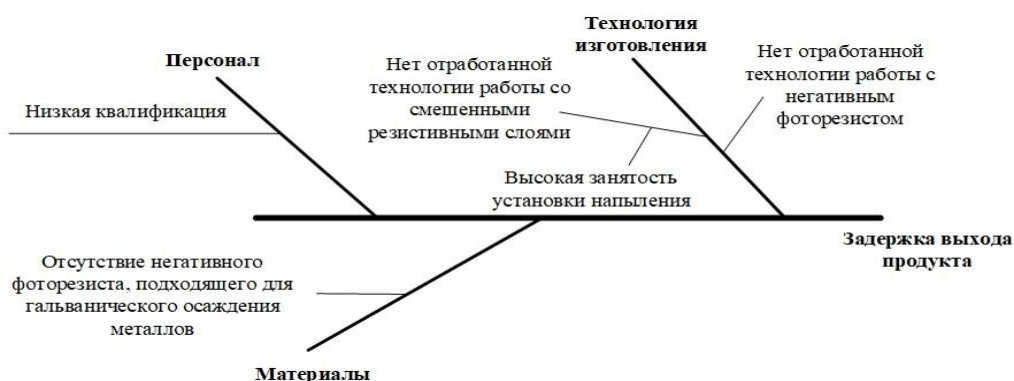 Технология
изготовления
Персонал
Нет отработанной
технологии работы со
смешенными
резистивными слоями
Нет отработанной
технологии работы с
негативным
фоторезистом
Низкая квалификация
Высокая занятость
установки напыления
Задержка выхода
продукта
Отсутствие негативного
фоторезиста, подходящего для
гальванического осаждения
металлов
Материалы